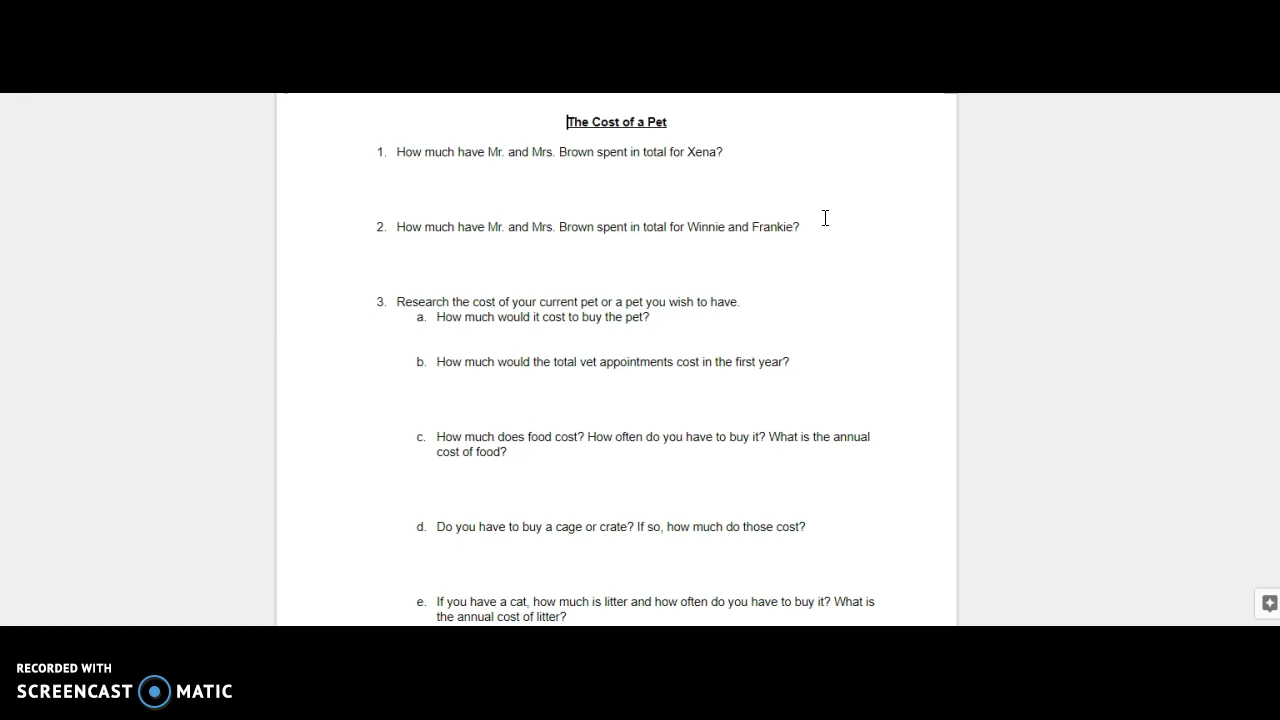 The Cost of a Pet
1. How much have Mr. and Mrs. Brown spent in total for Xena?
2. How much have Mr. and Mrs. Brown spent in total for Winnie and Frankie?
3. Research the cost of your current pet or a pet you wish to have.
a. How much would it cost to buy the pet?
b. How much would the total vet appointments cost in the first year?
c. How much does food cost? How often do you have to buy it? What is the annual
cost of food?
d. Do you have to buy a cage or crate? If so, how much do those cost?
e. If you have a cat, how much is litter and how often do you have to buy it? What is
the annual cost of litter?
RECORDED WITH
SCREENCAST MATIC